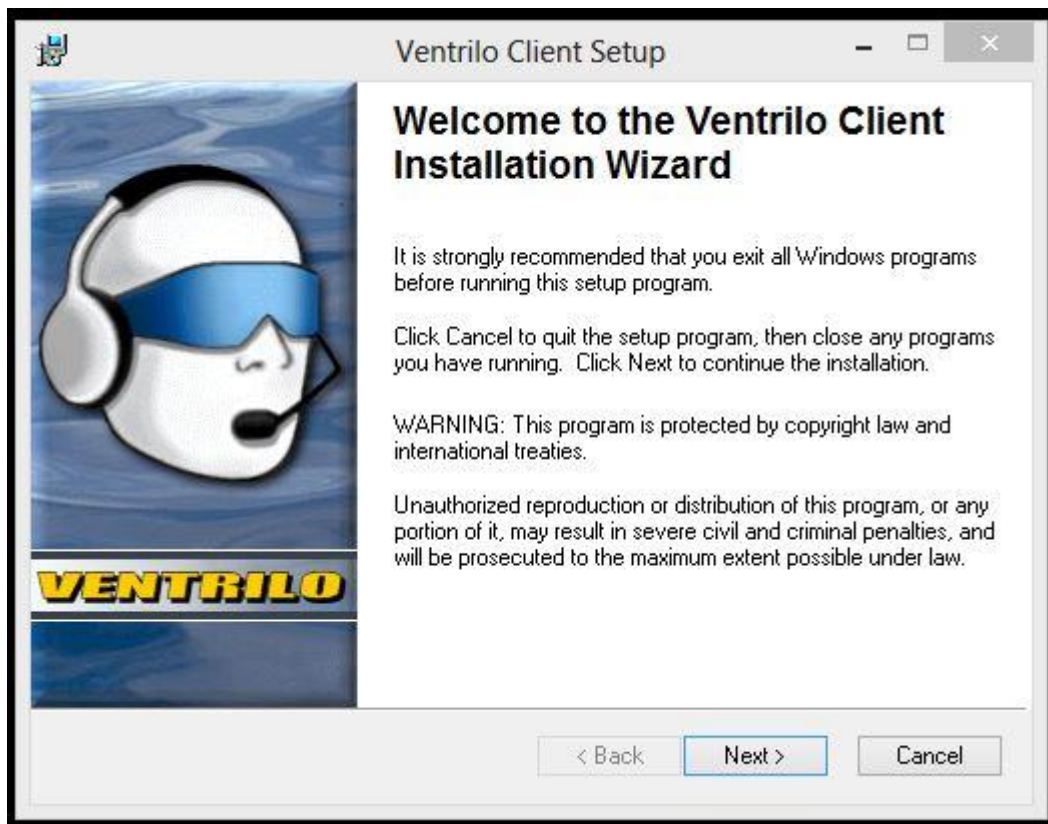 Ventrilo Client Setup
Welcome to the Ventrilo Client
Installation Wizard
It is strongly recommended that you exit all Windows programs
before running this setup program.
Click Cancel to quit the setup program, then close any programs
you have running.  Click Next to continue the installation.
WARNING: This program is protected by copyright law and
international treaties.
Unauthorized reproduction or distribution of this program, or any
portion of it, may result in severe civil and criminal penalties, and
will be prosecuted to the maximum extent possible under law.
VENTRILO
< Back
Next >
Cancel